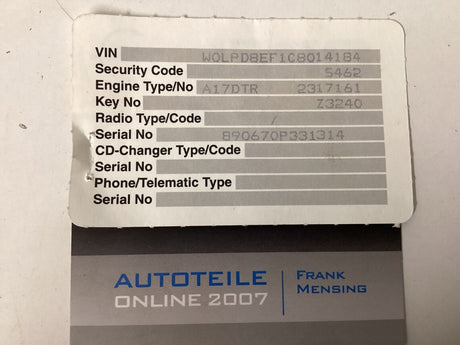 VIN W0LPD8EF1C8014184
Security Code 5462
Engine Type/No A17DTR 2317161
Key No Z3240
Radio Type/Code /
Serial No 890670P331314
CD-Changer Type/Code
Serial No
Phone/Telematic Type
Serial No
AUTOTEILE
ONLINE 2007
FRANK
MENSING